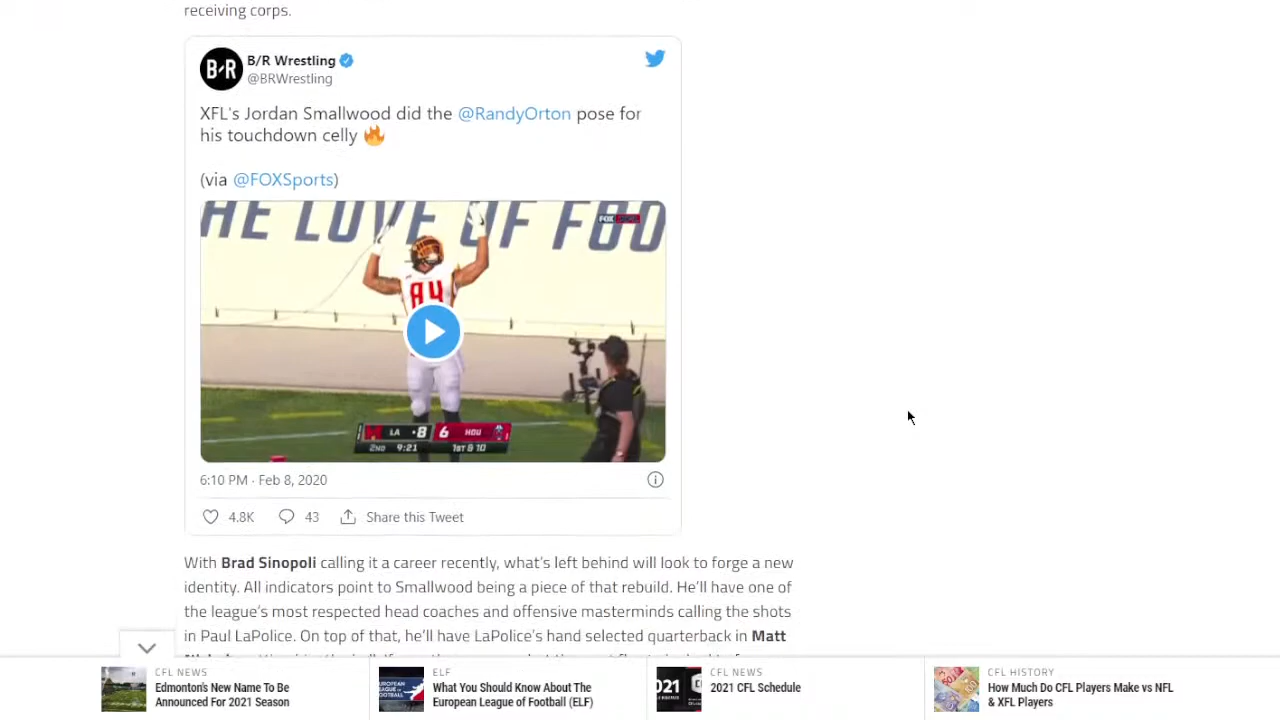 receiving corps.
B/R Wrestling
@BRWrestling
XFL's Jordan Smallwood did the @RandyOrton pose for
his touchdown celly 🔥
(via @FOXSports)
HE LOVE OF FOO
FOX
84
LA 8 6 HOU
2ND 9:21 1ST & 10
6:10 PM · Feb 8, 2020
4.8K 43 Share this Tweet
With Brad Sinopoli calling it a career recently, what's left behind will look to forge a new
identity. All indicators point to Smallwood being a piece of that rebuild. He'll have one of
the league's most respected head coaches and offensive masterminds calling the shots
in Paul LaPolice. On top of that, he'll have LaPolice's hand selected quarterback in Matt
CFL NEWS
Edmonton's New Name To Be
Announced For 2021 Season
ELF
What You Should Know About The
European League of Football (ELF)
CFL NEWS
2021 CFL Schedule
CFL HISTORY
How Much Do CFL Players Make vs NFL
& XFL Players